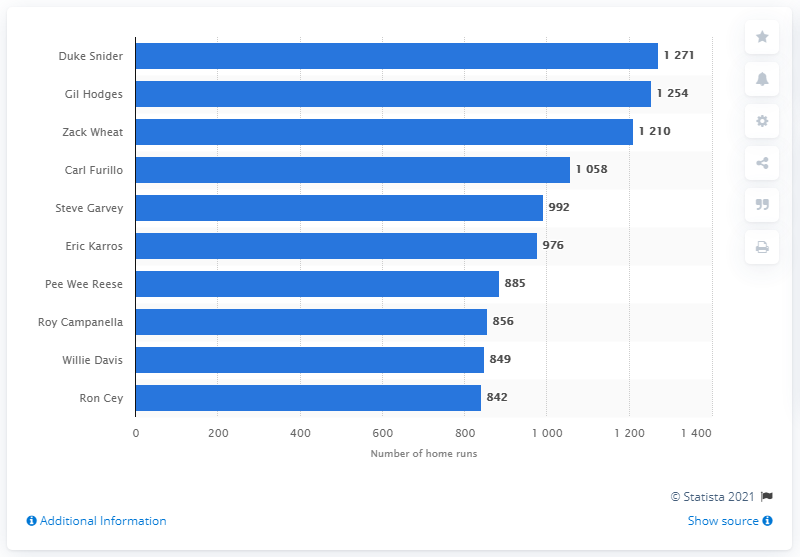 Duke Snider 1 271
Gil Hodges 1 254
Zack Wheat 1 210
Carl Furillo 1 058
Steve Garvey 992
Eric Karros 976
Pee Wee Reese 885
Roy Campanella 856
Willie Davis 849
Ron Cey 842
0 200 400 600 800 1 000 1 200 1 400
Number of home runs
© Statista 2021
Additional Information Show source